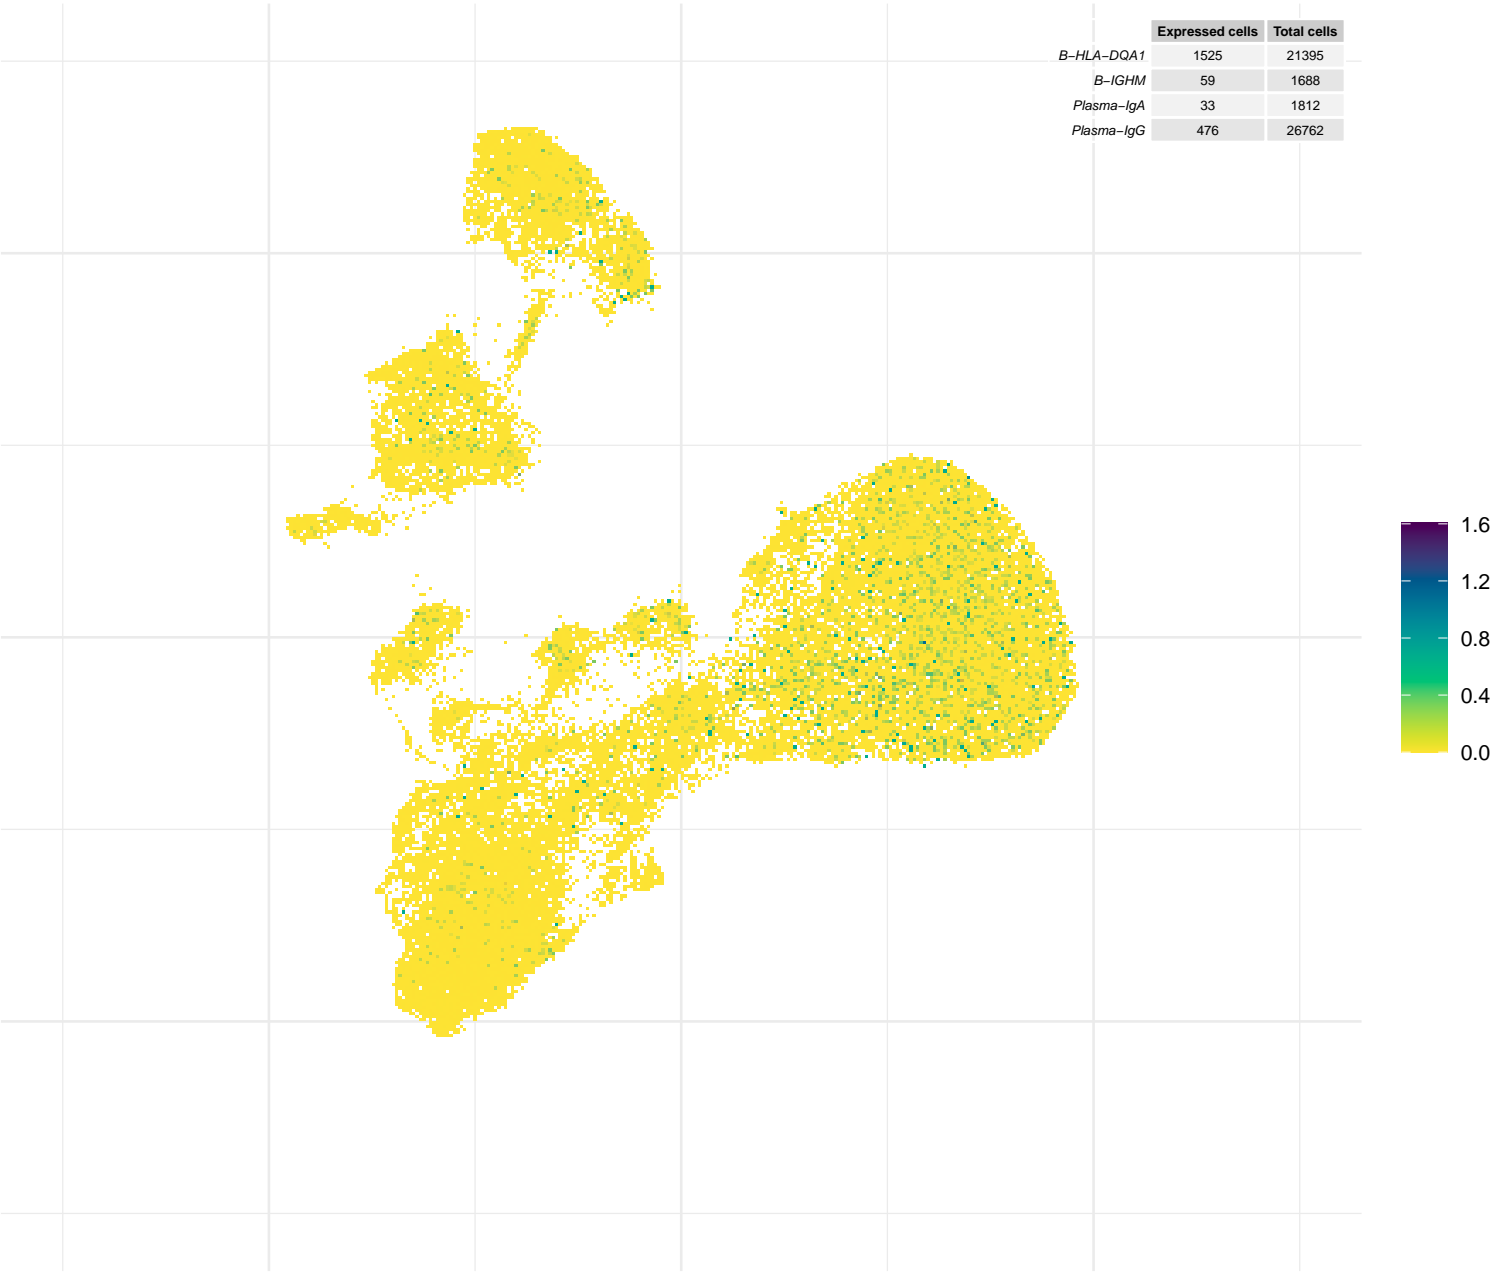 Expressed cells Total cells
B−HLA−DQA1 1525 21395
B−IGHM 59 1688
Plasma−IgA 33 1812
Plasma−IgG 476 26762
1.6
1.2
0.8
0.4
0.0